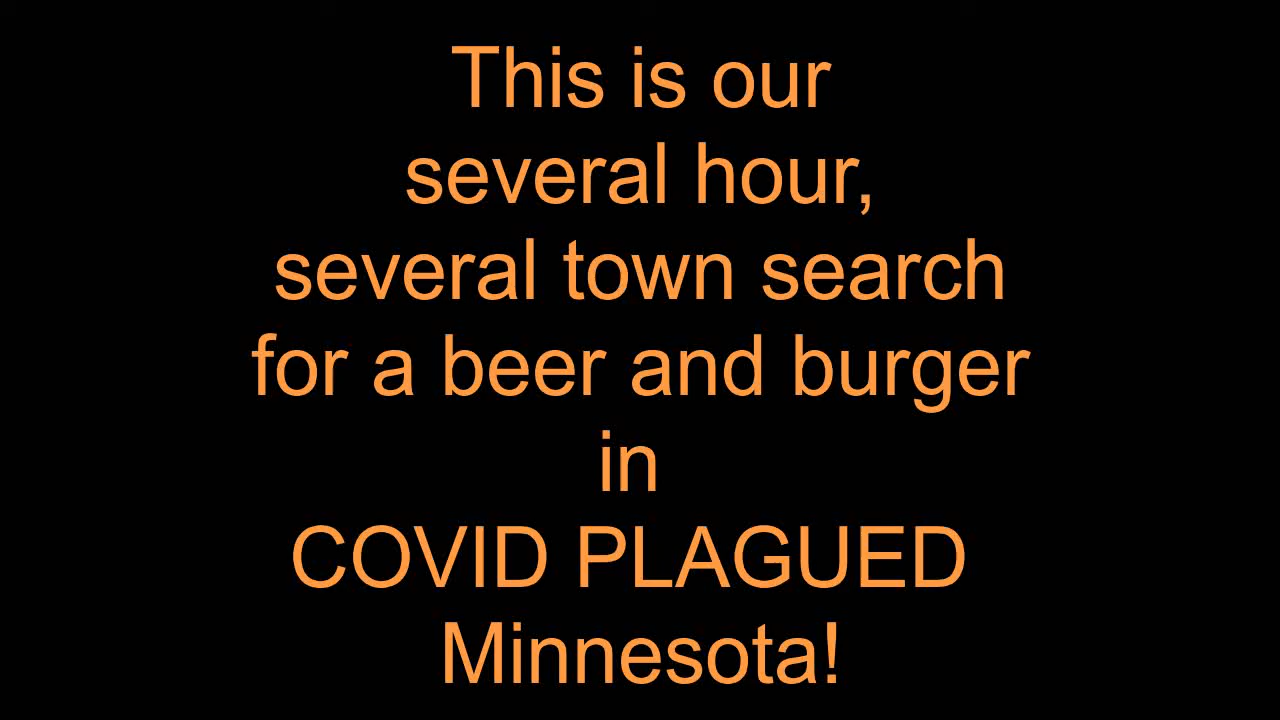 This is our
several hour,
several town search
for a beer and burger
in
COVID PLAGUED
Minnesota!